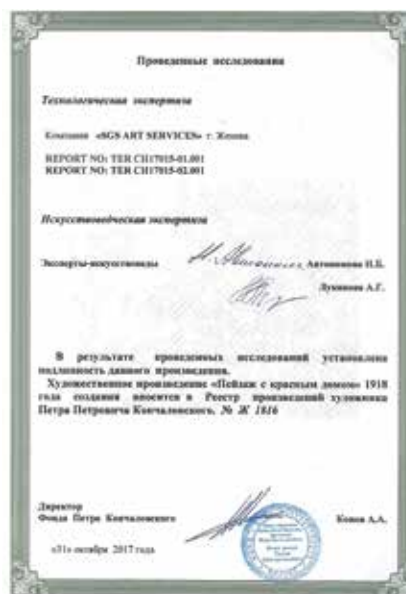 Проведенные исследования
Технологическая экспертиза
Компания «SGS ART SERVICES» г. Женева
REPORT NO: TER CH17015-01.001
REPORT NO: TER CH17015-02.001
Искусствоведческая экспертиза
Эксперты-искусствоведы Автономова Н.Б.
Луканова А.Г.
В результате проведенных исследований установлена
подлинность данного произведения.
Художественное произведение «Пейзаж с красным домом» 1918
года создания вносится в Реестр произведений художника
Петра Петровича Кончаловского. № Ж 1816
Директор
Фонда Петра Кончаловского Конов А.А.
«31» октября 2017 года